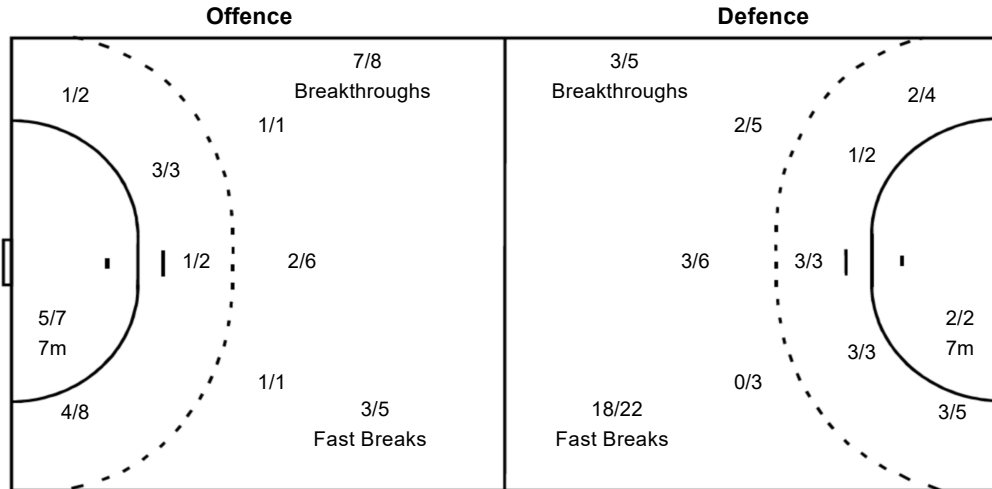 Offence
7/8
Breakthroughs
1/2
1/1
3/3
1/2
2/6
5/7
7m
1/1
4/8
3/5
Fast Breaks
Defence
3/5
Breakthroughs
2/4
2/5
1/2
3/6
3/3
2/2
7m
3/3
0/3
18/22
Fast Breaks
3/5